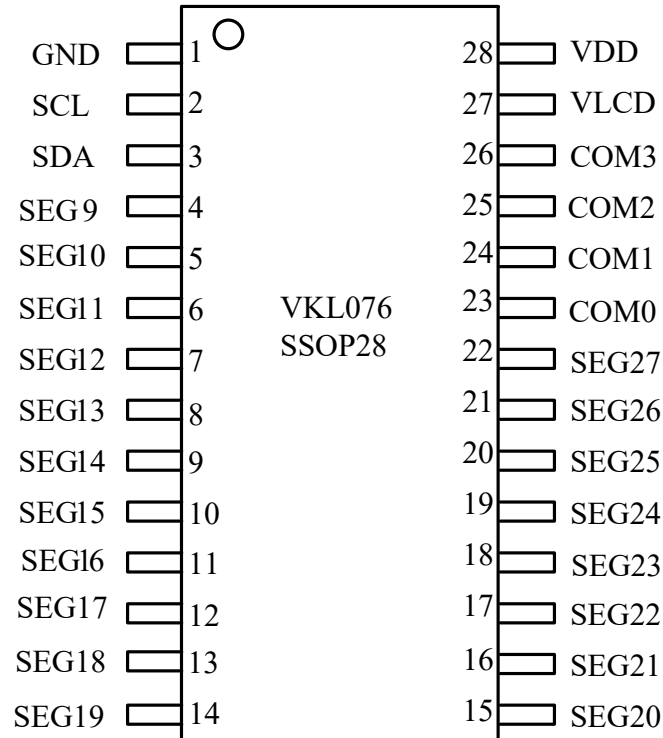 GND 1 28 VDD
SCL 2 27 VLCD
SDA 3 26 COM3
SEG9 4 25 COM2
SEG10 5 24 COM1
SEG11 6 23 COM0
VKL076
SSOP28
SEG12 7 22 SEG27
SEG13 8 21 SEG26
SEG14 9 20 SEG25
SEG15 10 19 SEG24
SEG16 11 18 SEG23
SEG17 12 17 SEG22
SEG18 13 16 SEG21
SEG19 14 15 SEG20